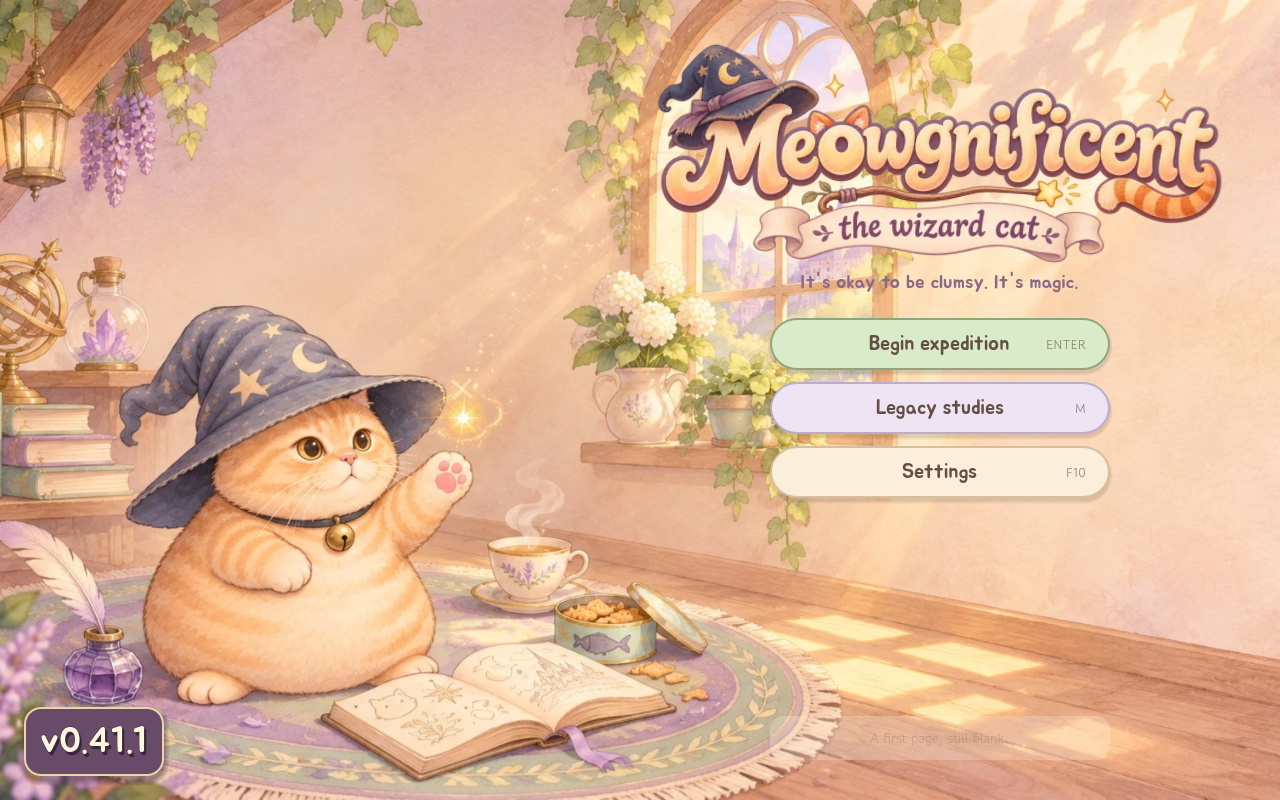 Meowgnificent
the wizard cat
It's okay to be clumsy. It's magic.
Begin expedition ENTER
Legacy studies M
Settings F10
A first page, still blank.
v0.41.1